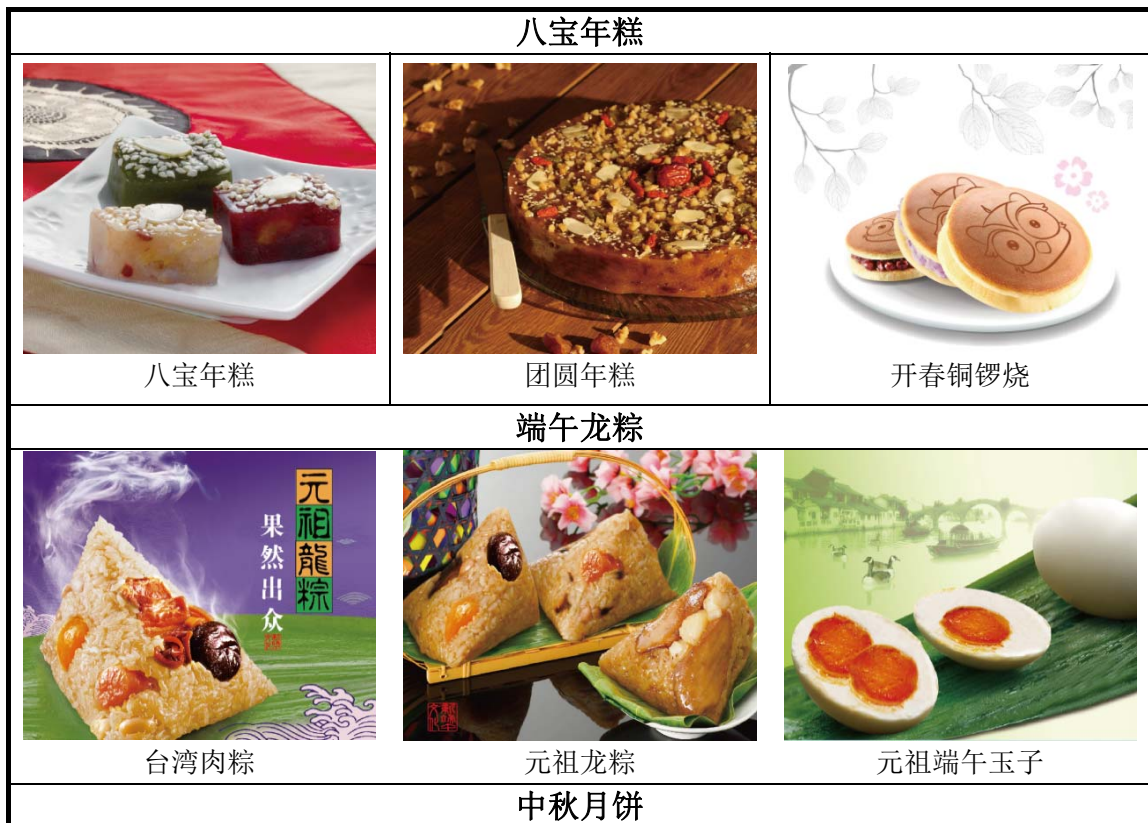 八宝年糕
八宝年糕
团圆年糕
开春铜锣烧
端午龙粽
元祖龍粽
果然出众
台湾肉粽
元祖龙粽
元祖端午玉子
中秋月饼